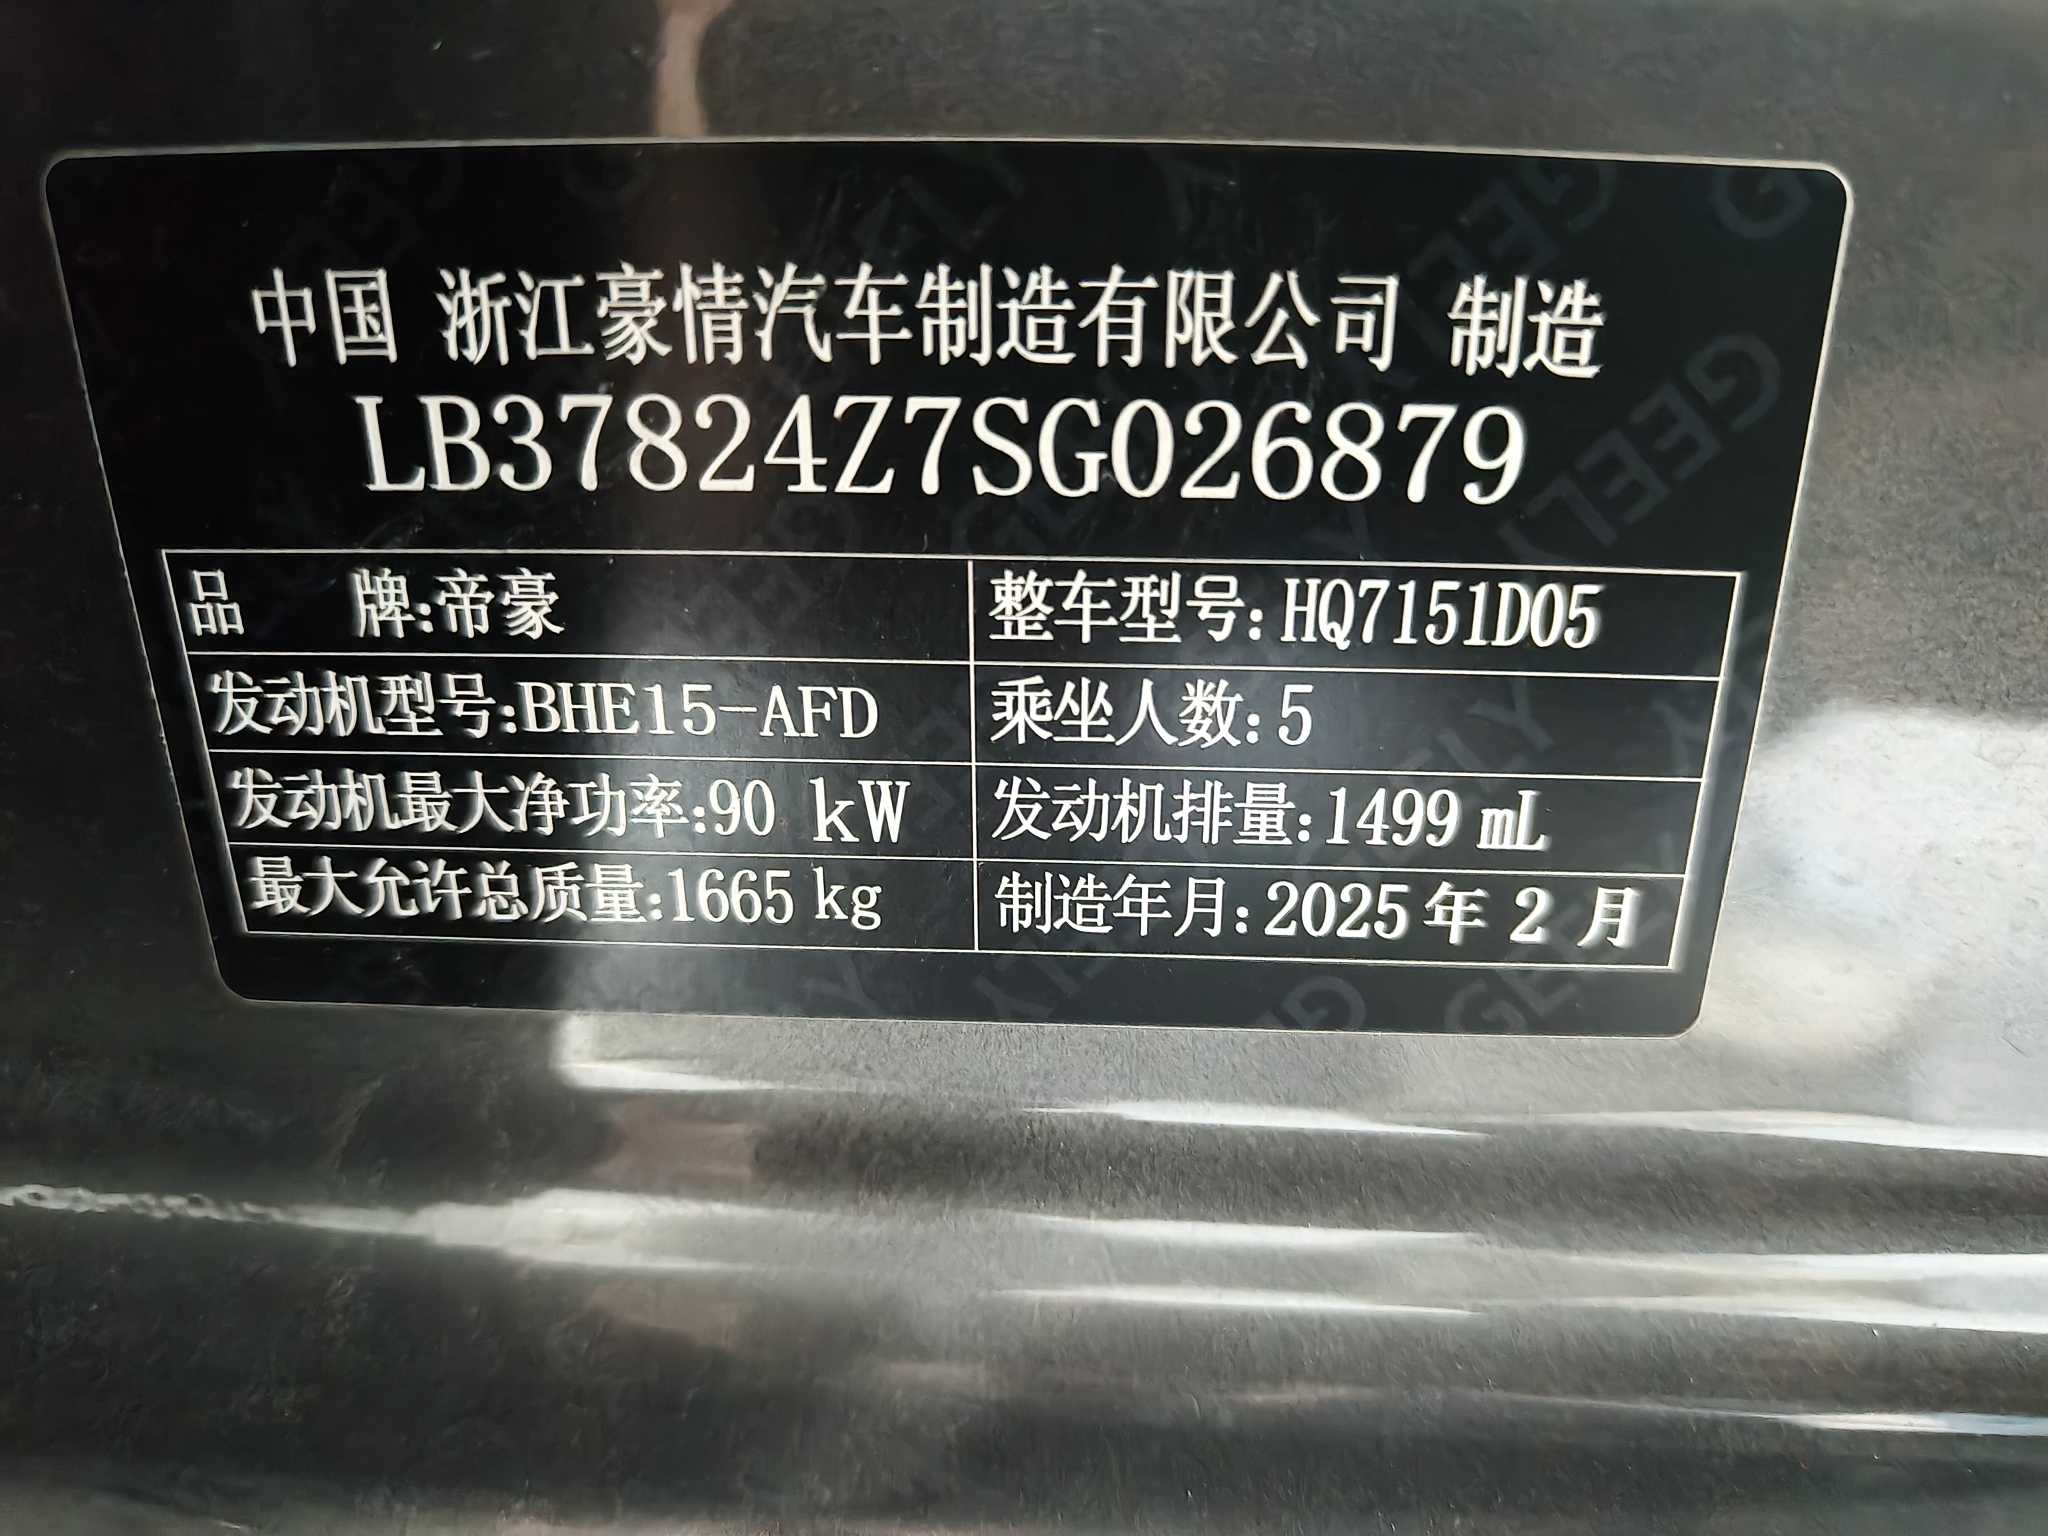 中国 浙江豪情汽车制造有限公司 制造
LB37824Z7SG026879
品 牌:帝豪 整车型号:HQ7151D05
发动机型号:BHE15-AFD 乘坐人数:5
发动机最大净功率:90 kW 发动机排量:1499 mL
最大允许总质量:1665 kg 制造年月:2025 年 2 月
GEELY